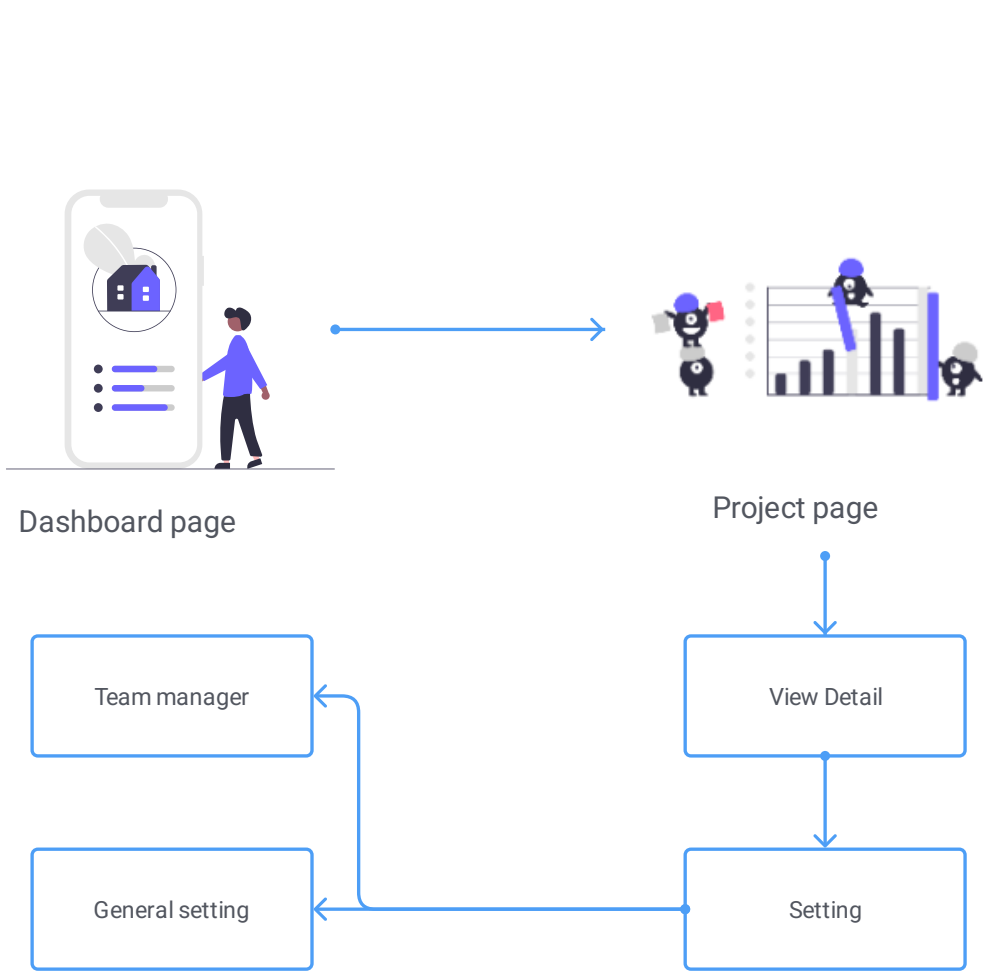 Dashboard page
Project page
Team manager
View Detail
General setting
Setting